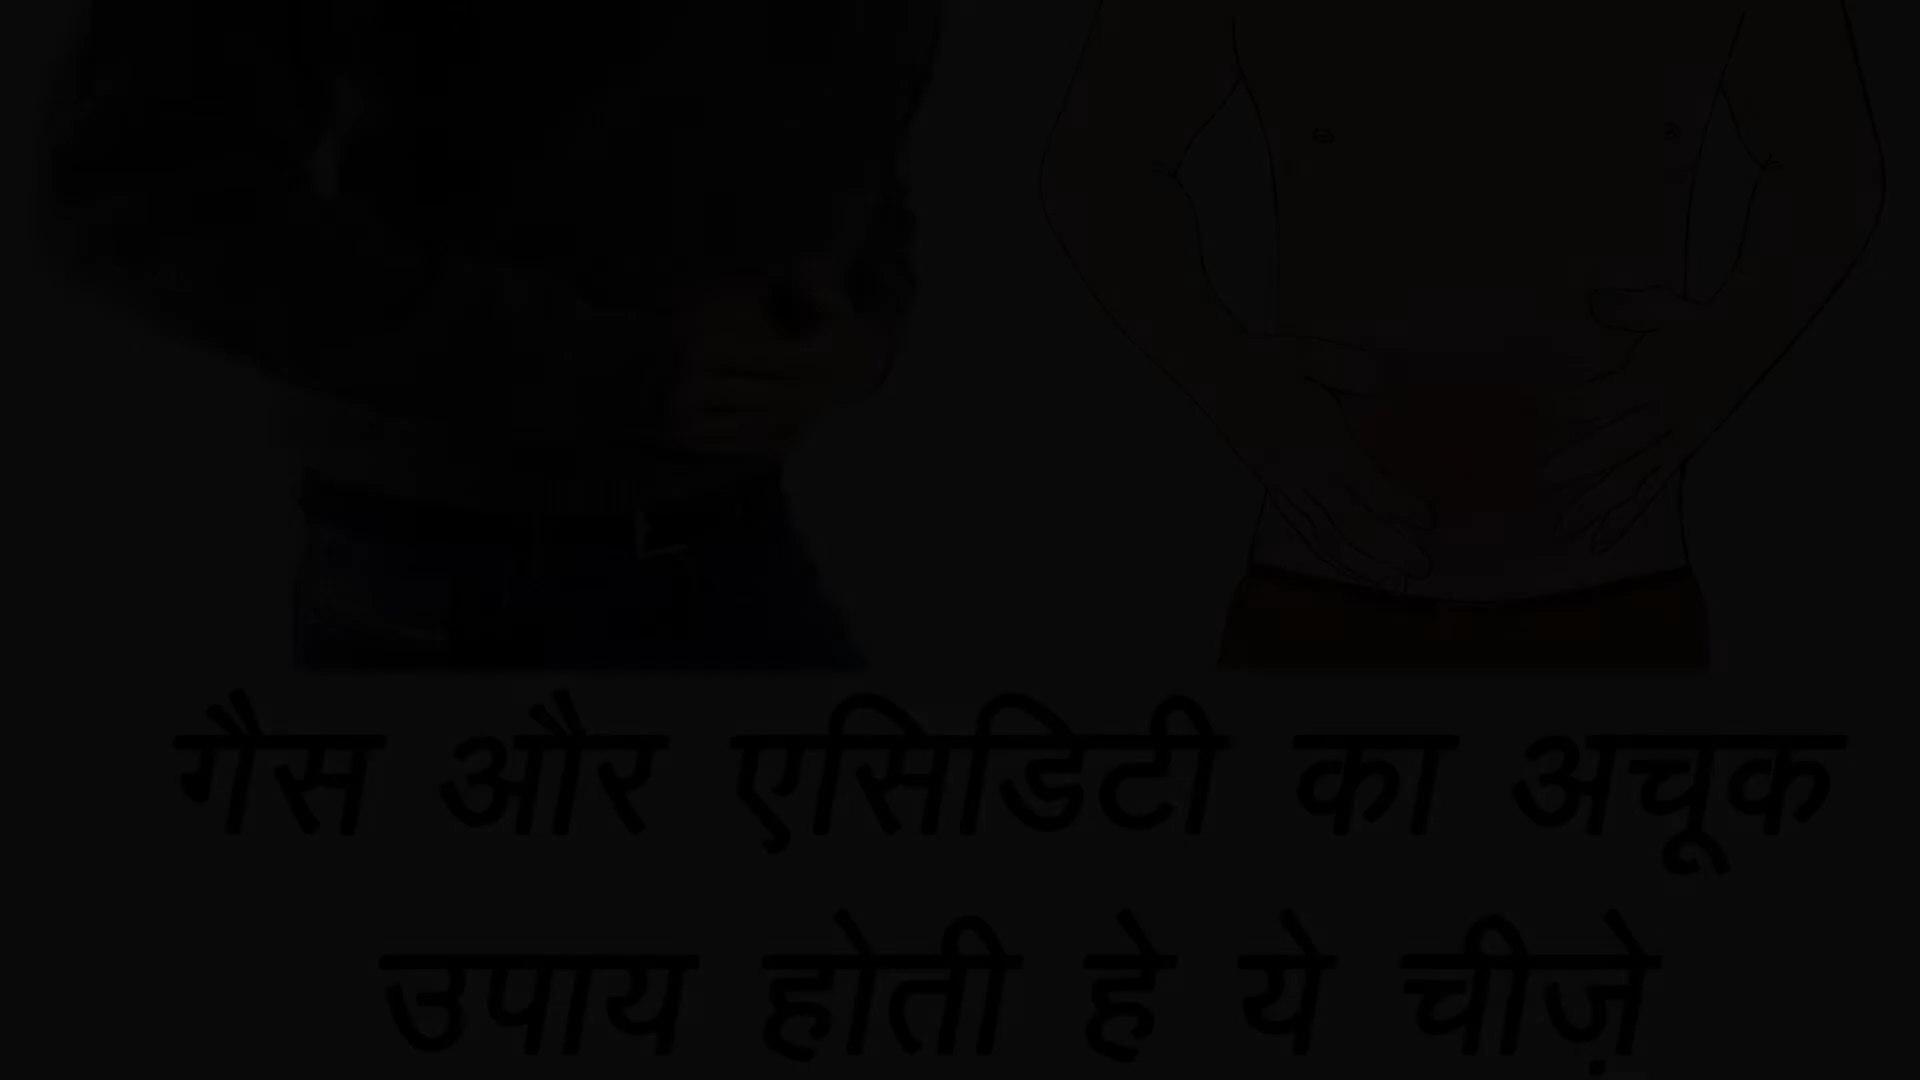 गैस और एसिडिटी का अचूक
उपाय होती हे ये चीज़े